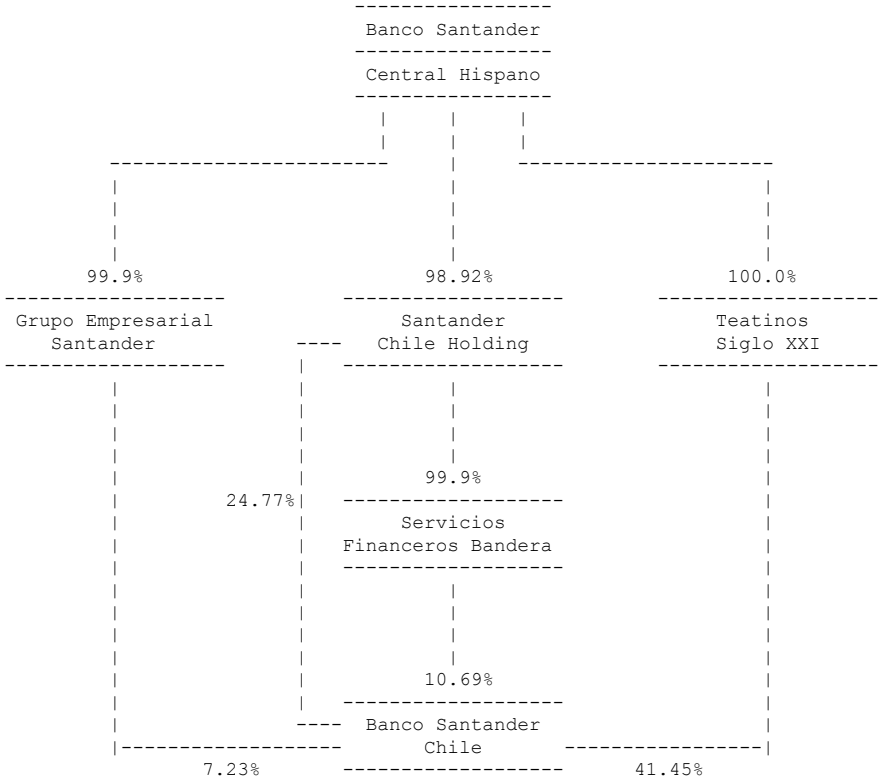 Banco Santander
Central Hispano
99.9% 98.92% 100.0%
Grupo Empresarial Santander Teatinos
Santander Chile Holding Siglo XXI
99.9%
24.77%
Servicios
Financeros Bandera
10.69%
Banco Santander
Chile
7.23% 41.45%